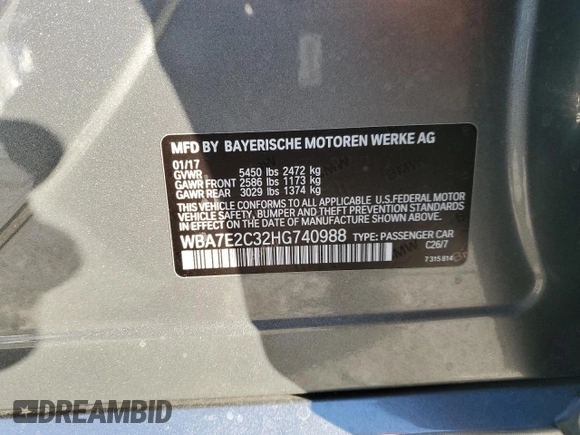 MFD BY BAYERISCHE MOTOREN WERKE AG
01/17
GVWR 5450 lbs 2472 kg
GAWR FRONT 2586 lbs 1173 kg
GAWR REAR 3029 lbs 1374 kg
THIS VEHICLE CONFORMS TO ALL APPLICABLE U.S.FEDERAL MOTOR
VEHICLE SAFETY, BUMPER, AND THEFT PREVENTION STANDARDS
IN EFFECT ON THE DATE OF MANUFACTURE SHOWN ABOVE.
WBA7E2C32HG740988 TYPE: PASSENGER CAR
C26/7
7 315 814
DREAMBID